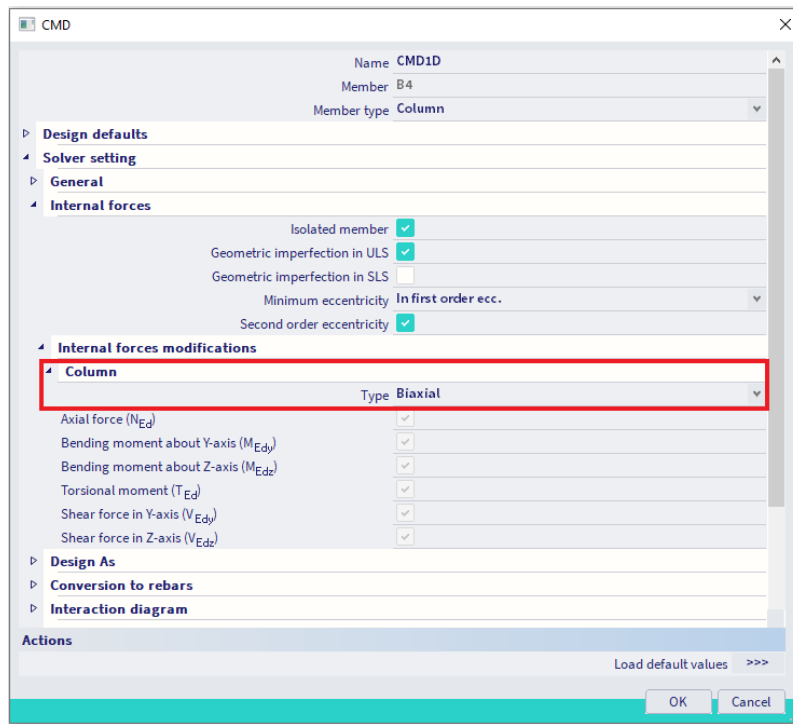 CMD
Name CMD1D
Member B4
Member type Column
Design defaults
Solver setting
General
Internal forces
Isolated member
Geometric imperfection in ULS
Geometric imperfection in SLS
Minimum eccentricity In first order ecc.
Second order eccentricity
Internal forces modifications
Column
Type Biaxial
Axial force (NEd)
Bending moment about Y-axis (MEdy)
Bending moment about Z-axis (MEdz)
Torsional moment (TEd)
Shear force in Y-axis (VEdy)
Shear force in Z-axis (VEdz)
Design As
Conversion to rebars
Interaction diagram
Actions
Load default values >>>
OK Cancel